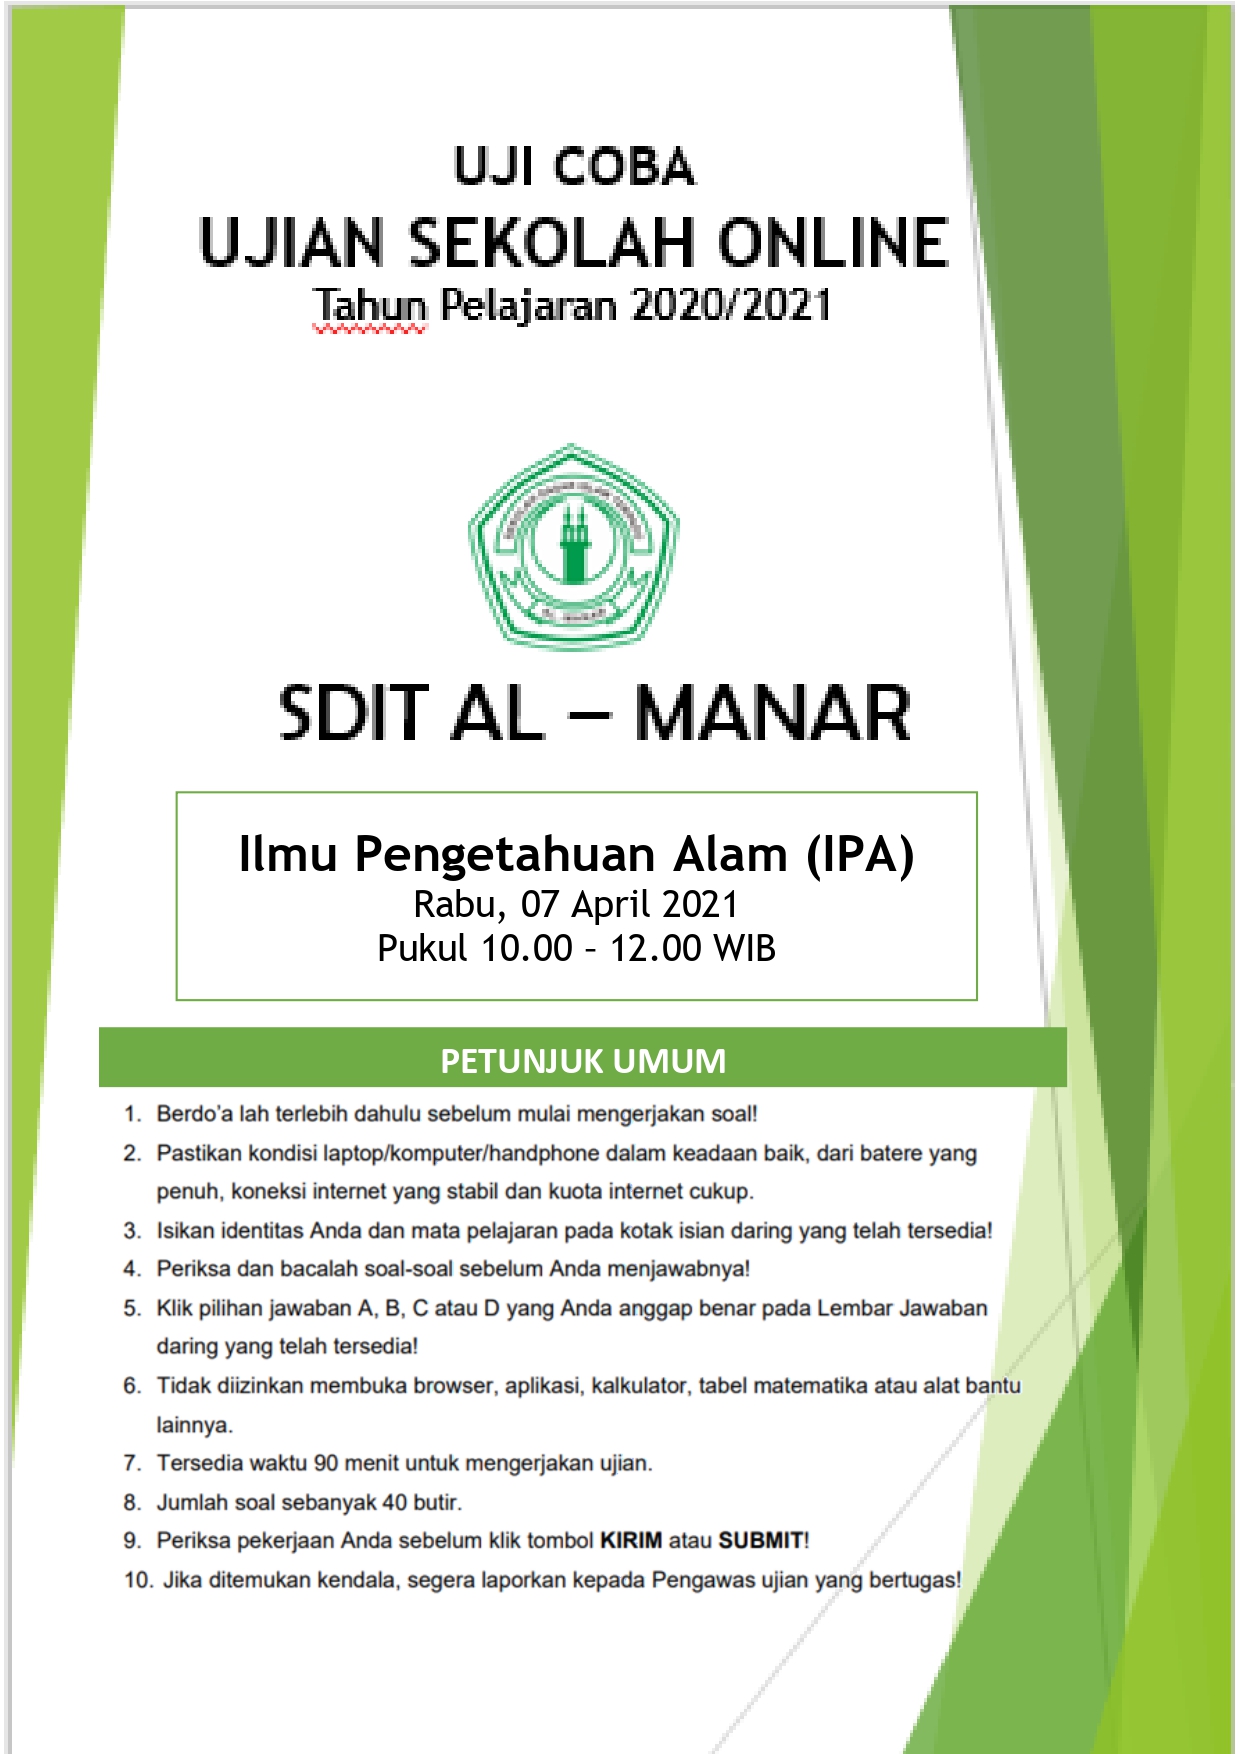 UJI COBA
UJIAN SEKOLAH ONLINE
Tahun Pelajaran 2020/2021
SEKOLAH DASAR ISLAM TERPADU
AL MANAR
SDIT AL – MANAR
Ilmu Pengetahuan Alam (IPA)
Rabu, 07 April 2021
Pukul 10.00 – 12.00 WIB
PETUNJUK UMUM
1. Berdo’a lah terlebih dahulu sebelum mulai mengerjakan soal!
2. Pastikan kondisi laptop/komputer/handphone dalam keadaan baik, dari batere yang
penuh, koneksi internet yang stabil dan kuota internet cukup.
3. Isikan identitas Anda dan mata pelajaran pada kotak isian daring yang telah tersedia!
4. Periksa dan bacalah soal-soal sebelum Anda menjawabnya!
5. Klik pilihan jawaban A, B, C atau D yang Anda anggap benar pada Lembar Jawaban
daring yang telah tersedia!
6. Tidak diizinkan membuka browser, aplikasi, kalkulator, tabel matematika atau alat bantu
lainnya.
7. Tersedia waktu 90 menit untuk mengerjakan ujian.
8. Jumlah soal sebanyak 40 butir.
9. Periksa pekerjaan Anda sebelum klik tombol KIRIM atau SUBMIT!
10. Jika ditemukan kendala, segera laporkan kepada Pengawas ujian yang bertugas!